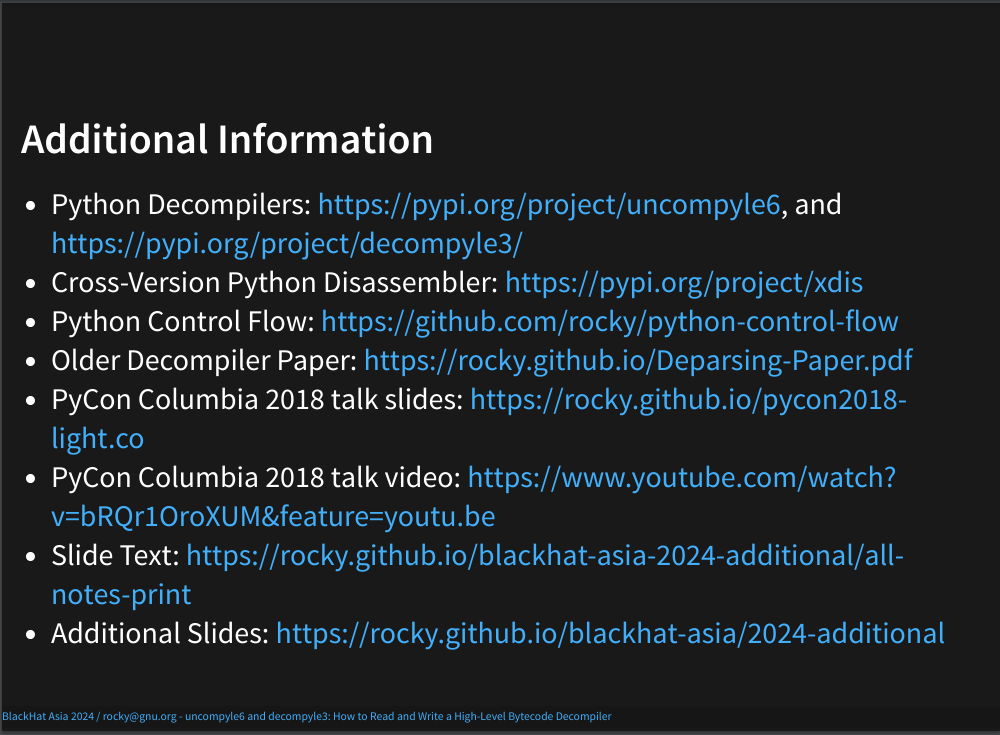 Additional Information
• Python Decompilers: https://pypi.org/project/uncompyle6, and
https://pypi.org/project/decompyle3/
• Cross-Version Python Disassembler: https://pypi.org/project/xdis
• Python Control Flow: https://github.com/rocky/python-control-flow
• Older Decompiler Paper: https://rocky.github.io/Deparsing-Paper.pdf
• PyCon Columbia 2018 talk slides: https://rocky.github.io/pycon2018-
light.co
• PyCon Columbia 2018 talk video: https://www.youtube.com/watch?
v=bRQr1OroXUM&feature=youtu.be
• Slide Text: https://rocky.github.io/blackhat-asia-2024-additional/all-
notes-print
• Additional Slides: https://rocky.github.io/blackhat-asia/2024-additional
BlackHat Asia 2024 / rocky@gnu.org - uncompyle6 and decompyle3: How to Read and Write a High-Level Bytecode Decompiler